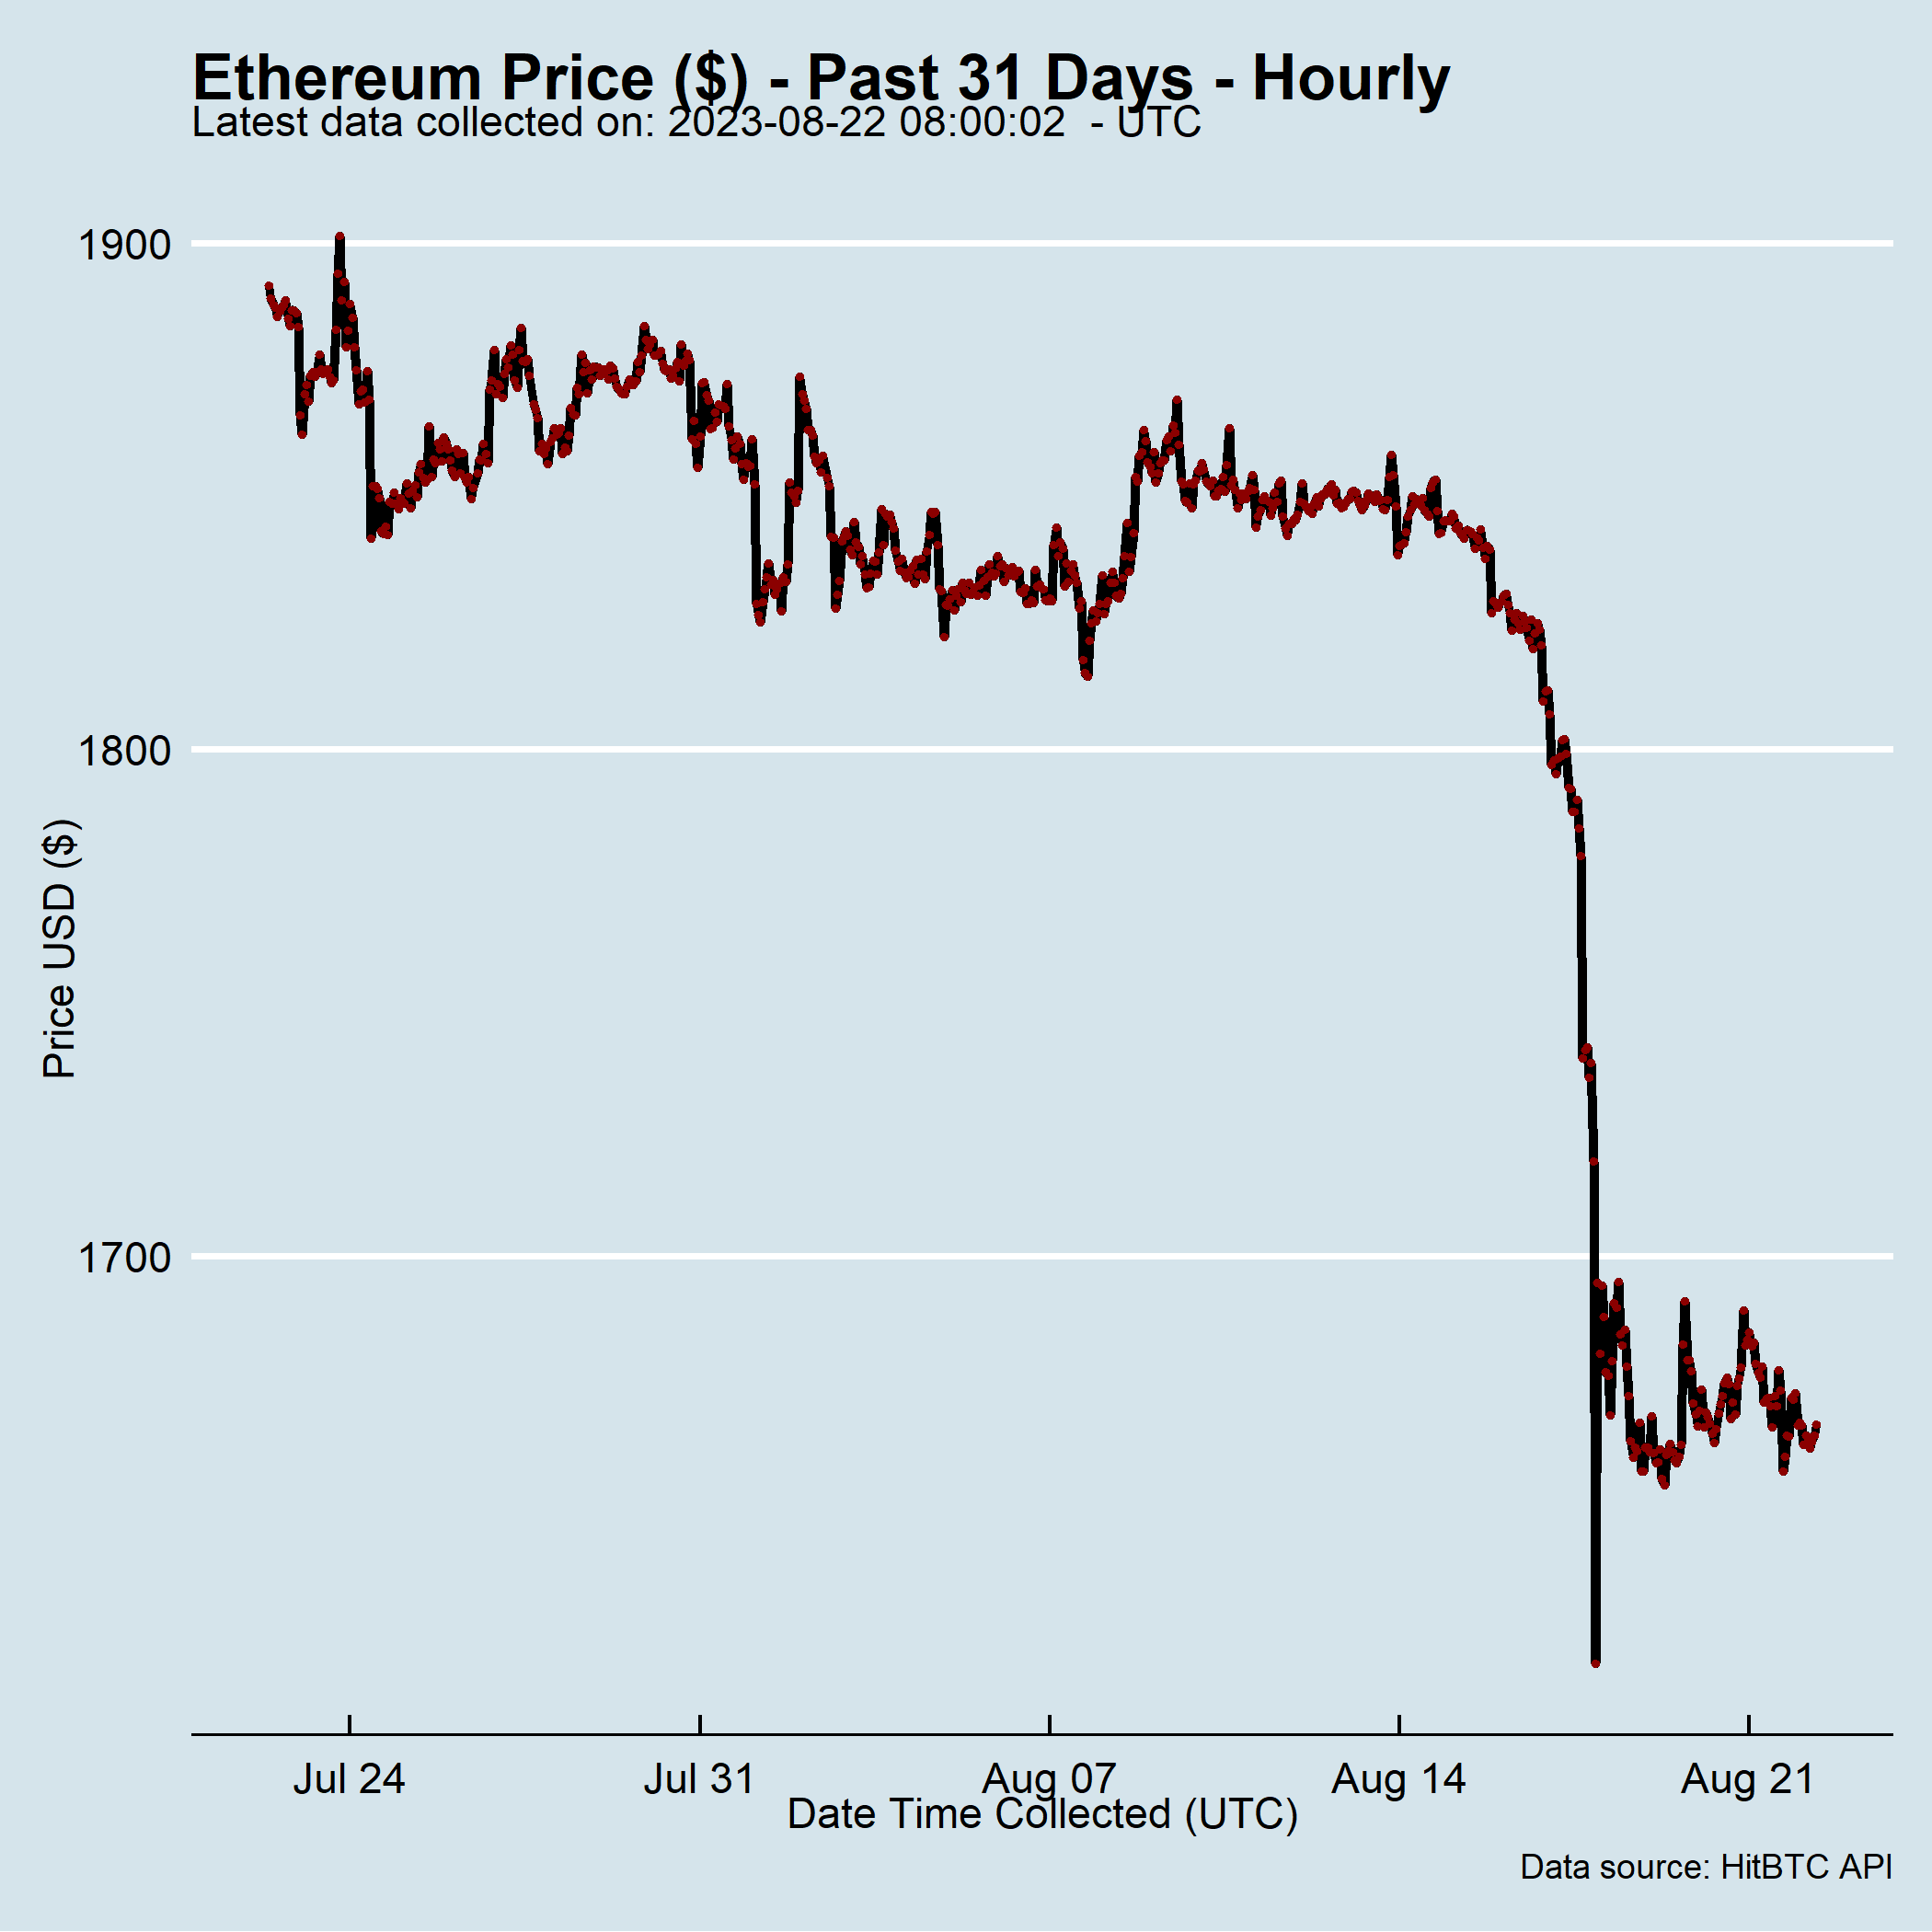 Ethereum Price ($) - Past 31 Days - Hourly
Latest data collected on: 2023-08-22 08:00:02  - UTC
1900
1800
1700
Price USD ($)
Jul 24
Jul 31
Aug 07
Aug 14
Aug 21
Date Time Collected (UTC)
Data source: HitBTC API